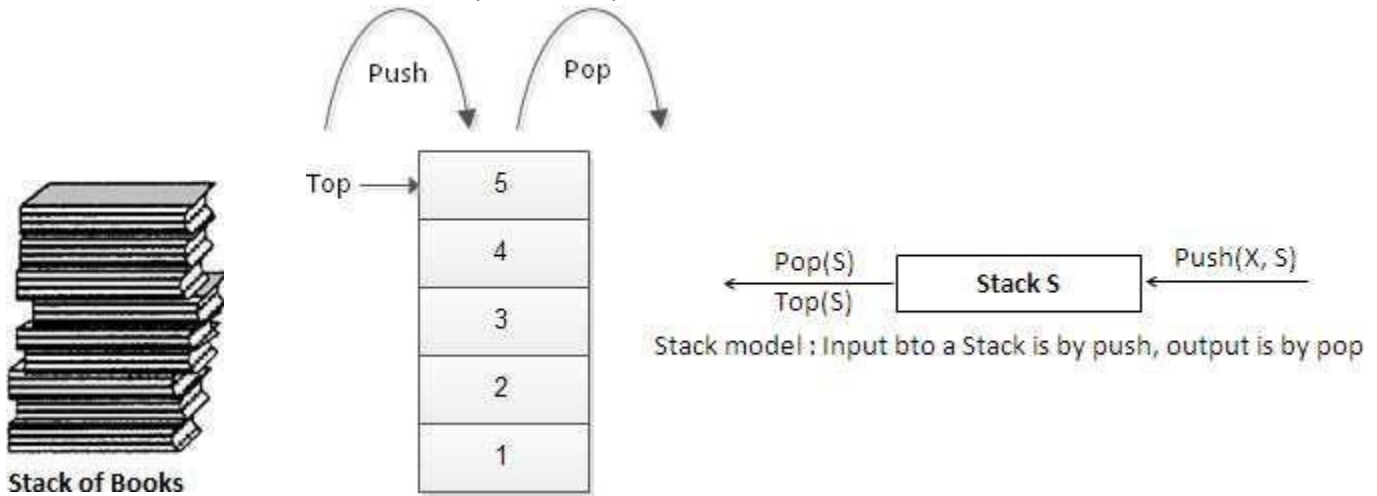 Push
Pop
Top
5
4
3
2
1
Stack of Books
Pop(S)
Top(S)
Stack S
Push(X, S)
Stack model : Input bto a Stack is by push, output is by pop